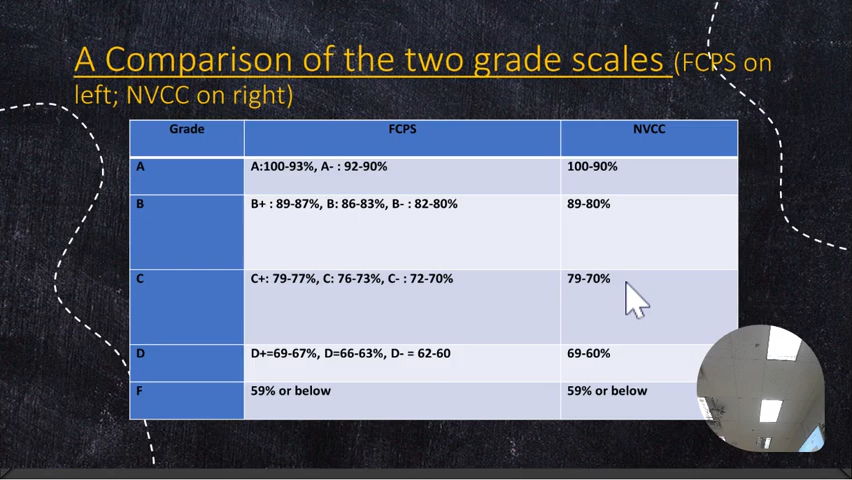 A Comparison of the two grade scales (FCPS on
left; NVCC on right)
Grade FCPS NVCC
A A:100-93%, A- : 92-90% 100-90%
B B+ : 89-87%, B: 86-83%, B- : 82-80% 89-80%
C C+: 79-77%, C: 76-73%, C- : 72-70% 79-70%
D D+=69-67%, D=66-63%, D- = 62-60 69-60%
F 59% or below 59% or below